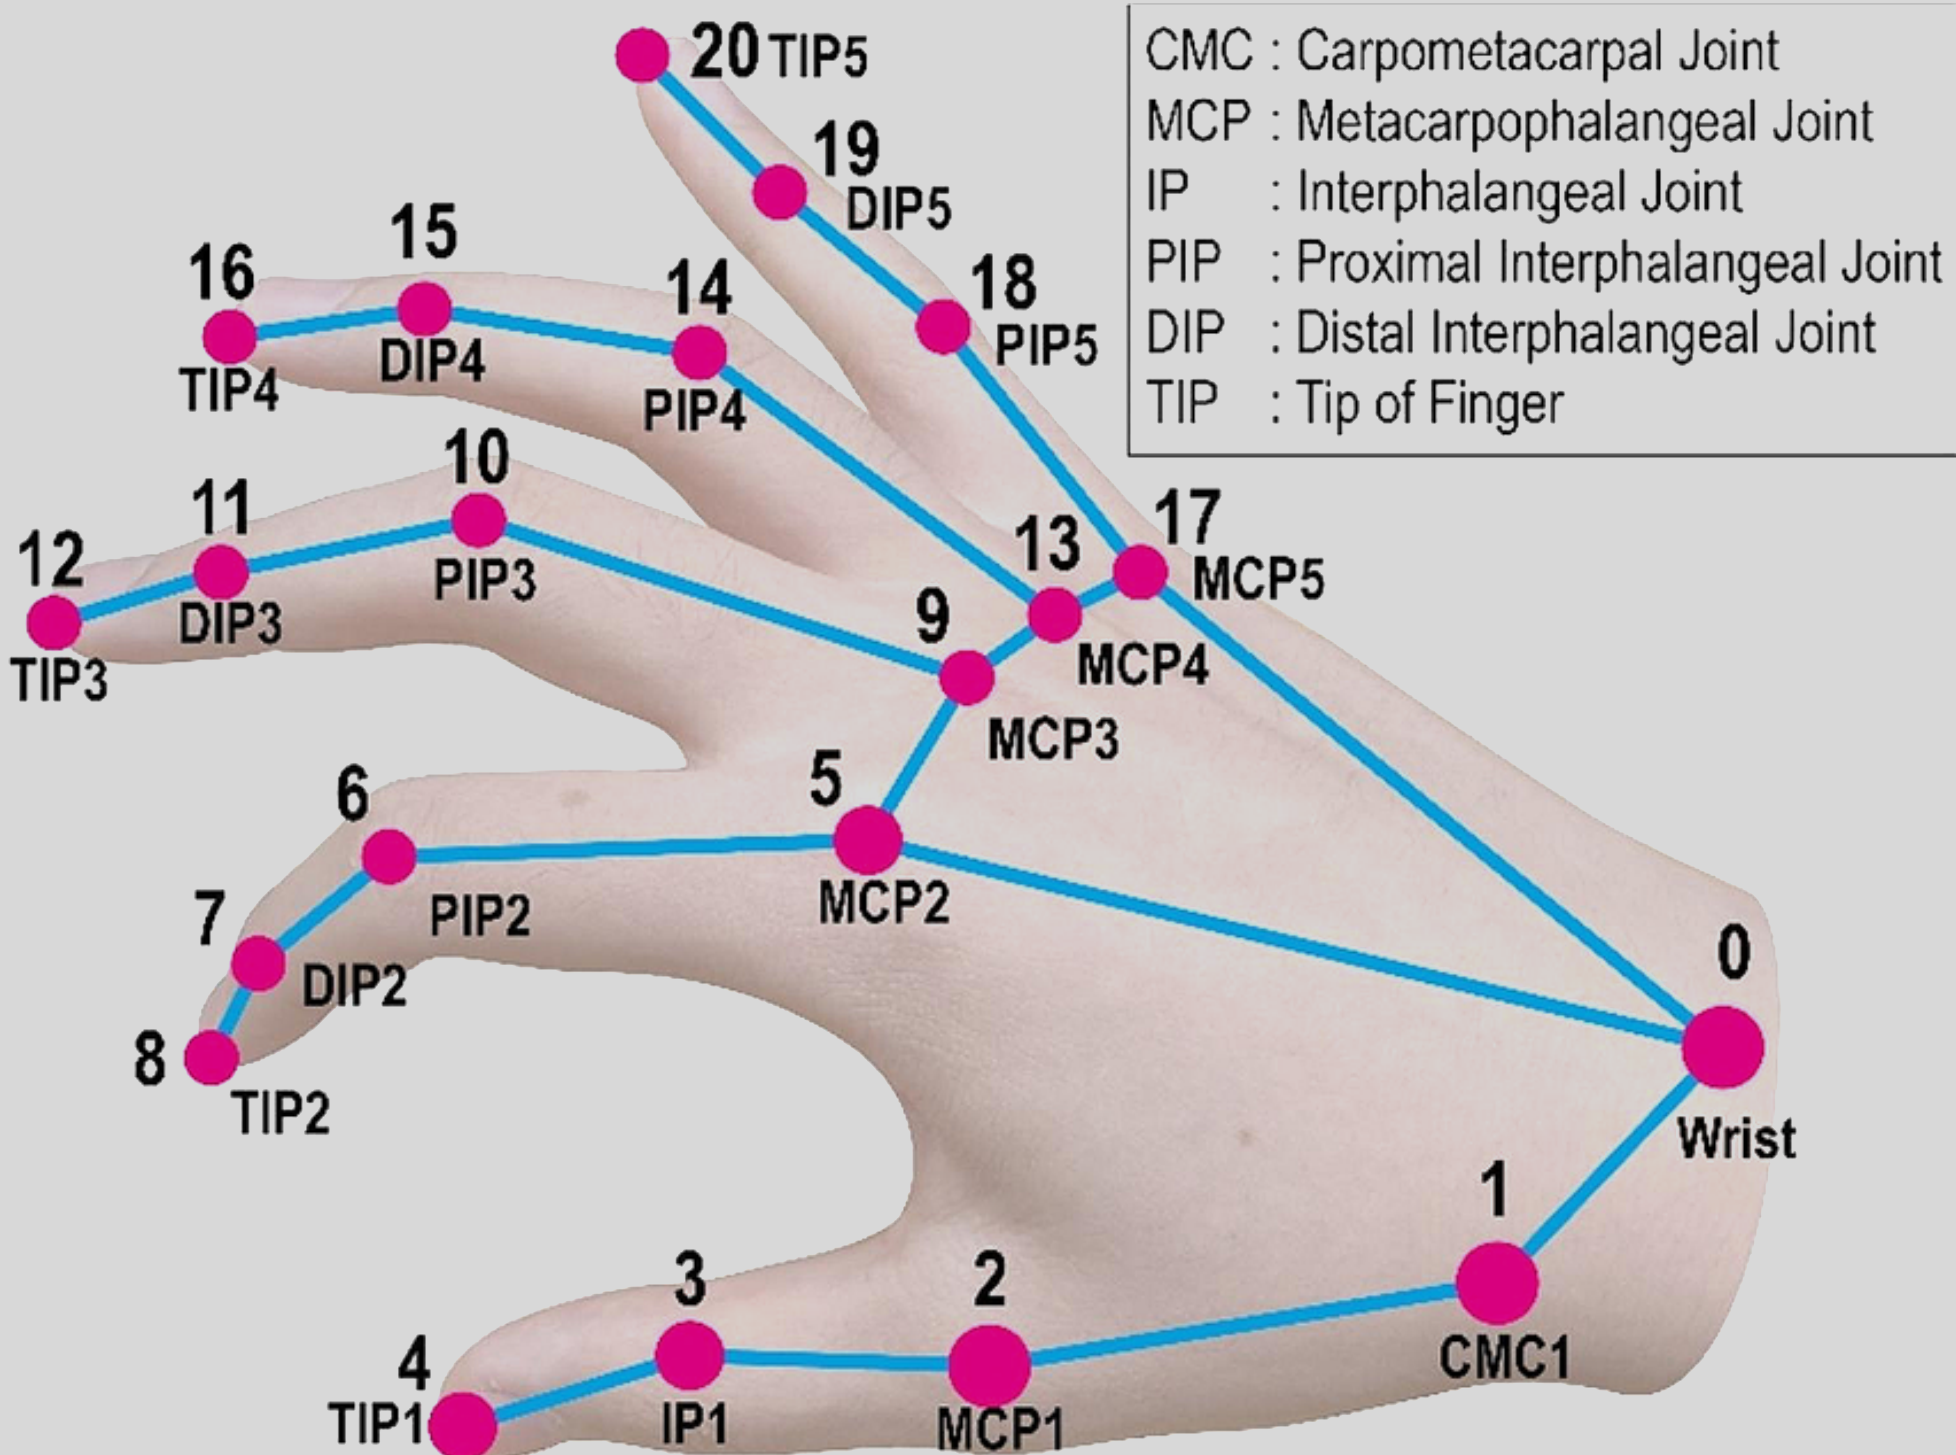 20 TIP5
CMC : Carpometacarpal Joint
MCP : Metacarpophalangeal Joint
IP : Interphalangeal Joint
PIP : Proximal Interphalangeal Joint
DIP : Distal Interphalangeal Joint
TIP : Tip of Finger
19
DIP5
18
PIP5
15
DIP4
16
TIP4
14
PIP4
10
PIP3
11
DIP3
12
TIP3
17
MCP5
13
MCP4
9
MCP3
5
MCP2
6
PIP2
7
DIP2
8
TIP2
0
Wrist
1
CMC1
2
MCP1
3
IP1
4
TIP1